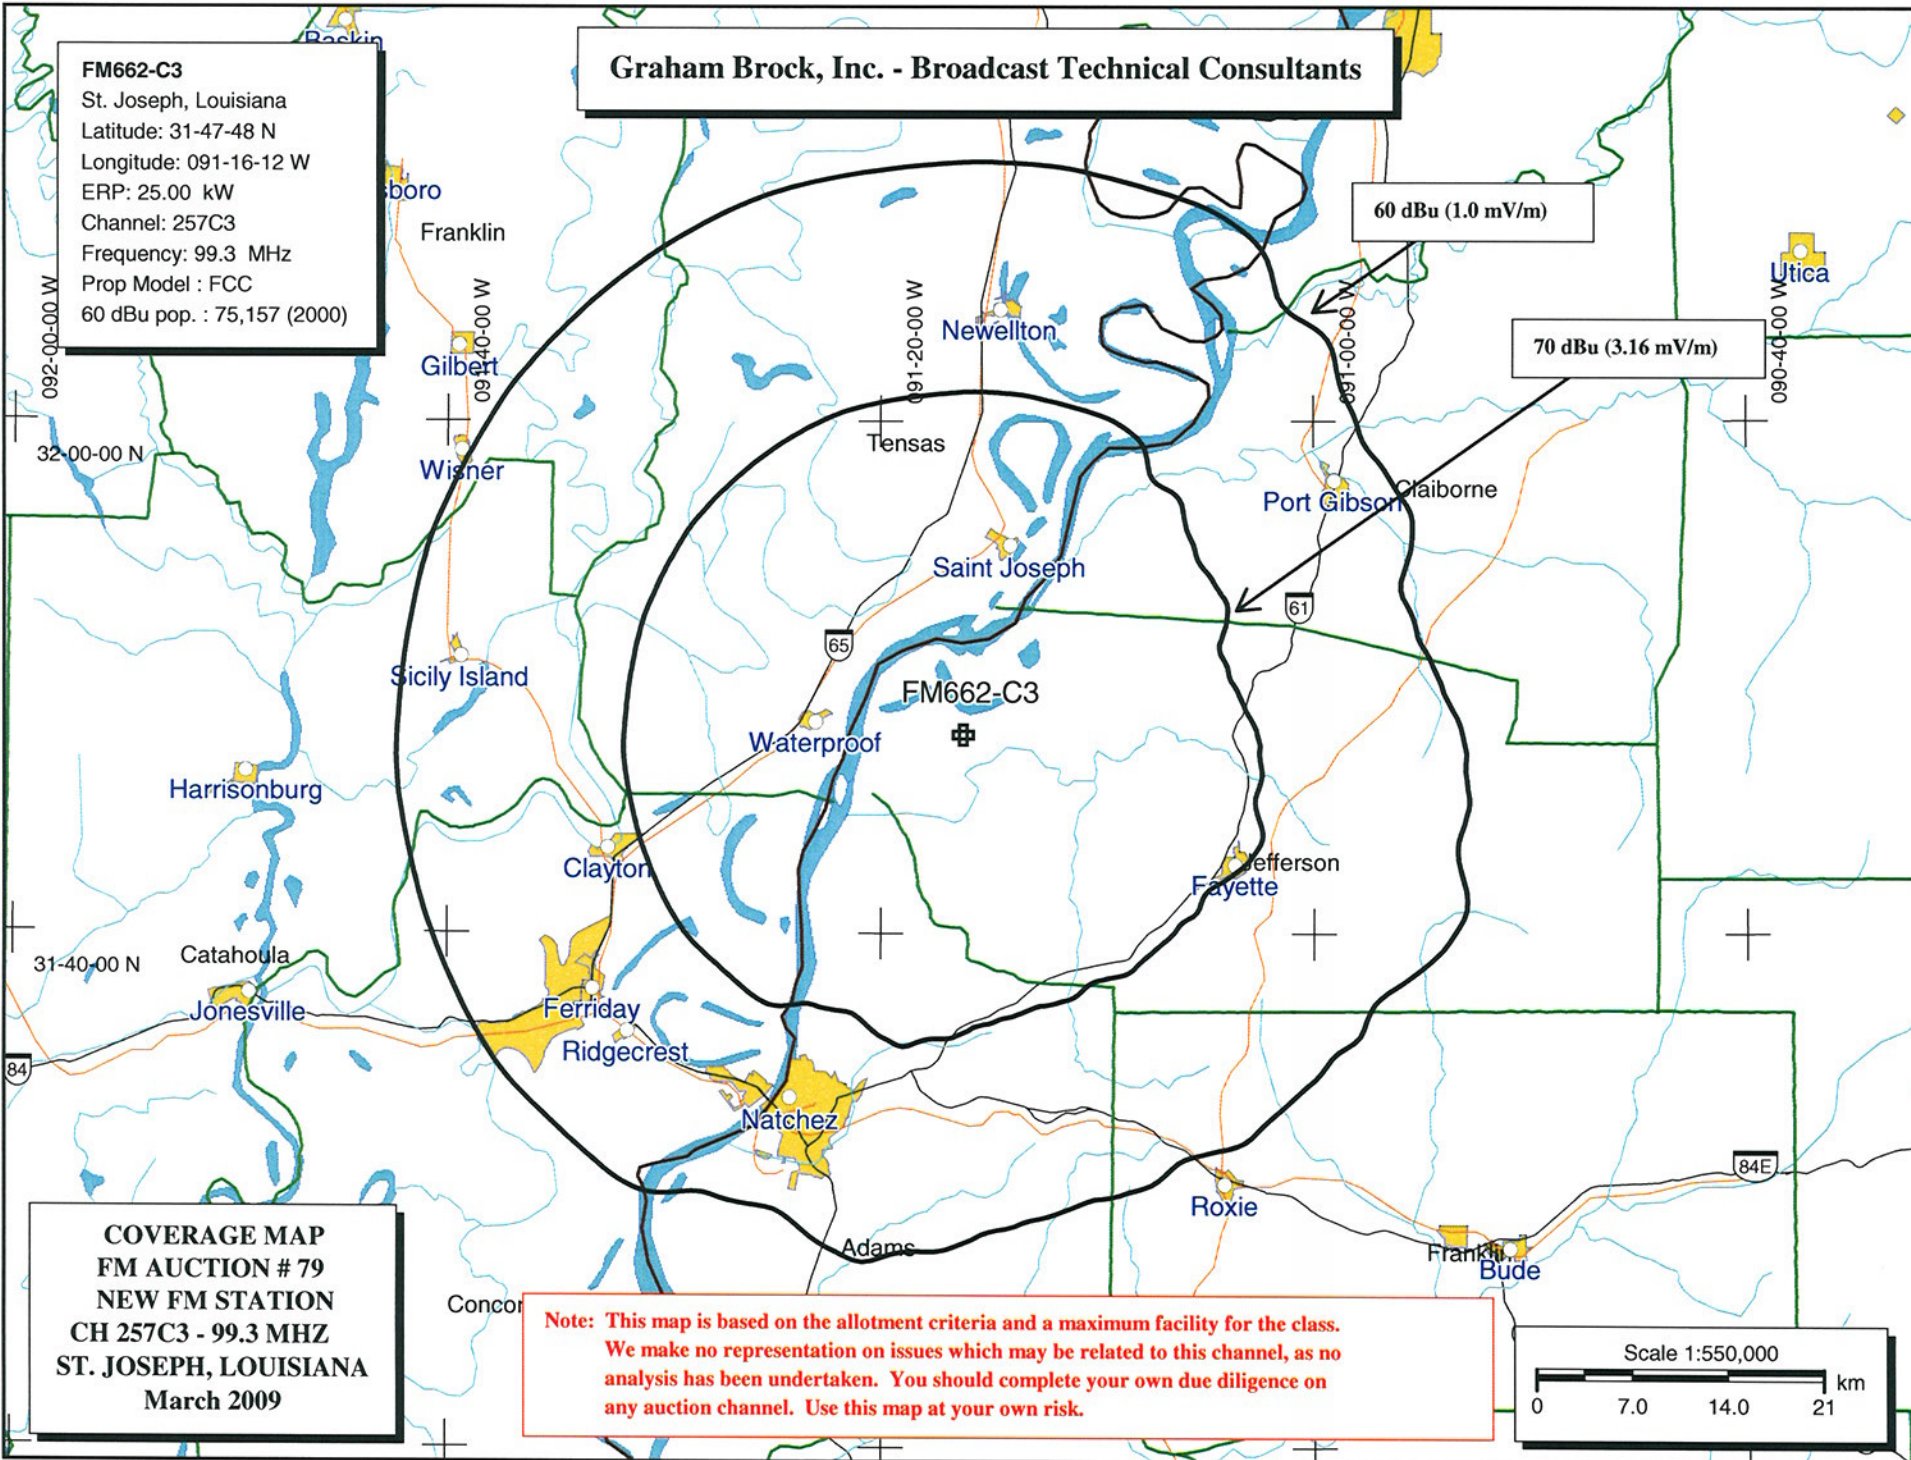 Baskin
Graham Brock, Inc. - Broadcast Technical Consultants
FM662-C3
St. Joseph, Louisiana
Latitude: 31-47-48 N
Longitude: 091-16-12 W
ERP: 25.00 kW
Channel: 257C3
Frequency: 99.3 MHz
Prop Model : FCC
60 dBu pop. : 75,157 (2000)
sboro
Franklin
60 dBu (1.0 mV/m)
Utica
092-00-00 W
091-40-00 W
091-20-00 W
091-00-00 W
090-40-00 W
Newellton
70 dBu (3.16 mV/m)
Gilbert
Tensas
32-00-00 N
Wisner
Port Gibson
Claiborne
Saint Joseph
61
65
Sicily Island
FM662-C3
Waterproof
Harrisonburg
Clayton
Jefferson
Fayette
Catahoula
31-40-00 N
Jonesville
Ferriday
Ridgecrest
84
Natchez
84E
Roxie
Adams
Franklin
Bude
Concor
COVERAGE MAP
FM AUCTION # 79
NEW FM STATION
CH 257C3 - 99.3 MHZ
ST. JOSEPH, LOUISIANA
March 2009
Note: This map is based on the allotment criteria and a maximum facility for the class.
We make no representation on issues which may be related to this channel, as no
analysis has been undertaken. You should complete your own due diligence on
any auction channel. Use this map at your own risk.
Scale 1:550,000
km
0 7.0 14.0 21